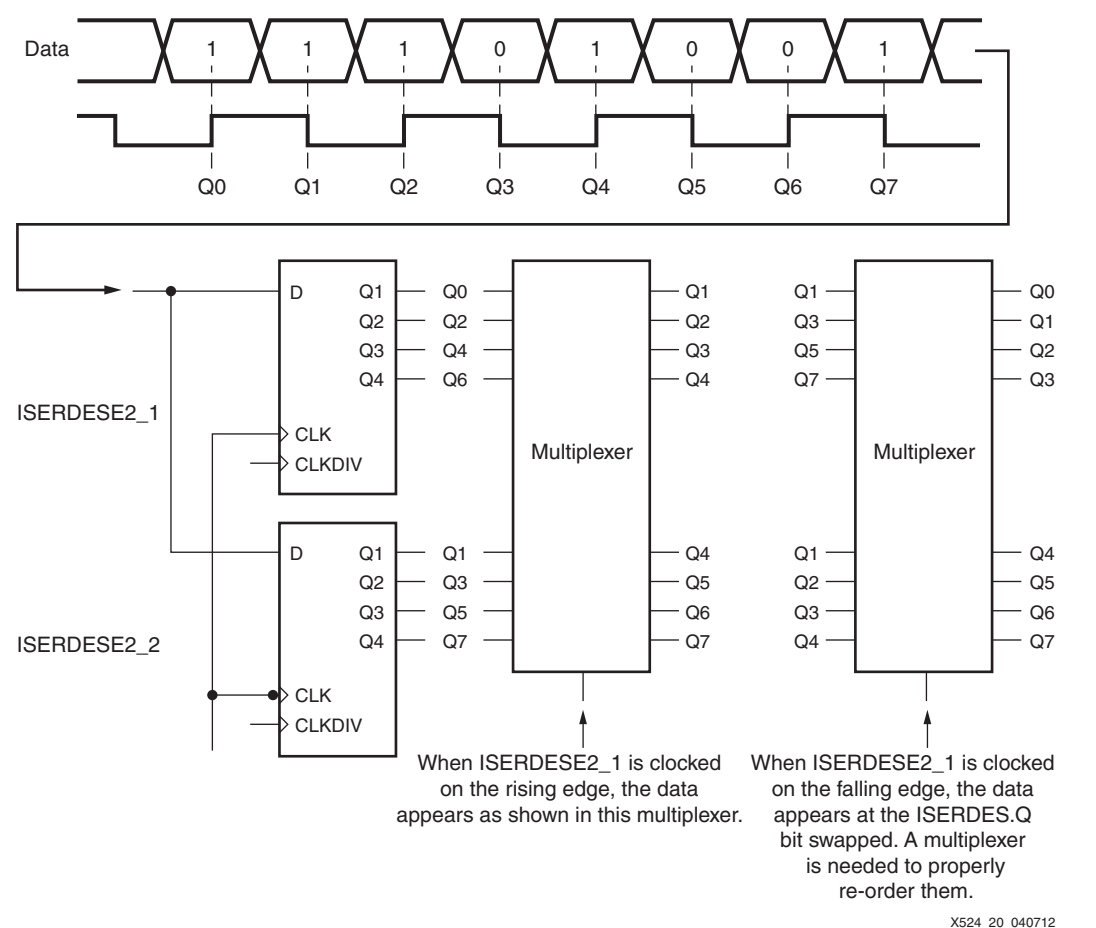 Data 1 1 1 0 1 0 0 1
Q0 Q1 Q2 Q3 Q4 Q5 Q6 Q7
D Q1 Q0 Q1 Q1 Q0
Q2 Q2 Q2 Q3 Q1
Q3 Q4 Q3 Q5 Q2
Q4 Q6 Q4 Q7 Q3
ISERDESE2_1
CLK
Multiplexer Multiplexer
CLKDIV
D Q1 Q1 Q4 Q1 Q4
Q2 Q3 Q5 Q2 Q5
Q3 Q5 Q6 Q3 Q6
Q4 Q7 Q7 Q4 Q7
ISERDESE2_2
CLK
CLKDIV
When ISERDESE2_1 is clocked
on the rising edge, the data
appears as shown in this multiplexer.
When ISERDESE2_1 is clocked
on the falling edge, the data
appears at the ISERDES.Q
bit swapped. A multiplexer
is needed to properly
re-order them.
X524_20_040712